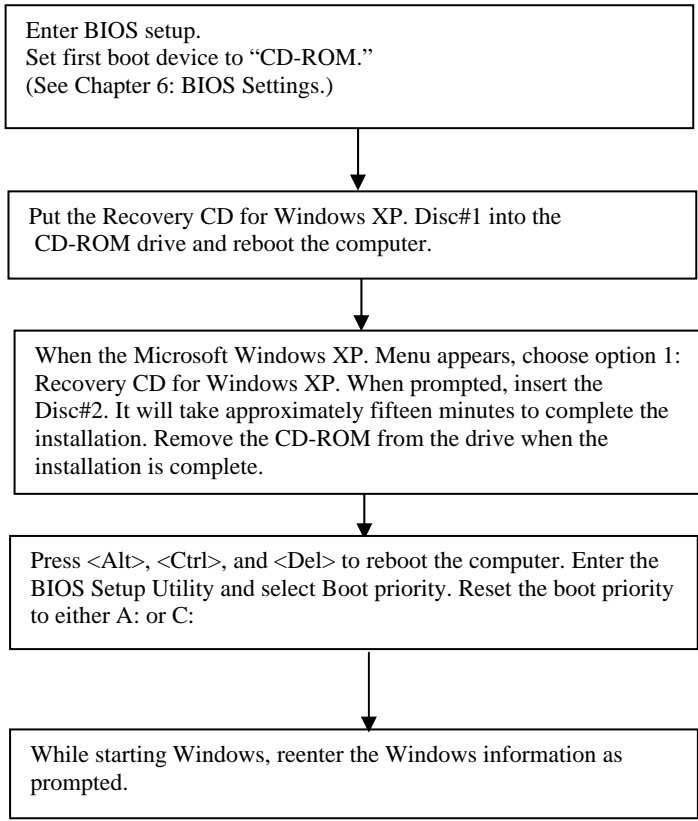 Enter BIOS setup.
Set first boot device to “CD-ROM.”
(See Chapter 6: BIOS Settings.)
Put the Recovery CD for Windows XP. Disc#1 into the
CD-ROM drive and reboot the computer.
When the Microsoft Windows XP. Menu appears, choose option 1:
Recovery CD for Windows XP. When prompted, insert the
Disc#2. It will take approximately fifteen minutes to complete the
installation. Remove the CD-ROM from the drive when the
installation is complete.
Press <Alt>, <Ctrl>, and <Del> to reboot the computer. Enter the
BIOS Setup Utility and select Boot priority. Reset the boot priority
to either A: or C:
While starting Windows, reenter the Windows information as
prompted.